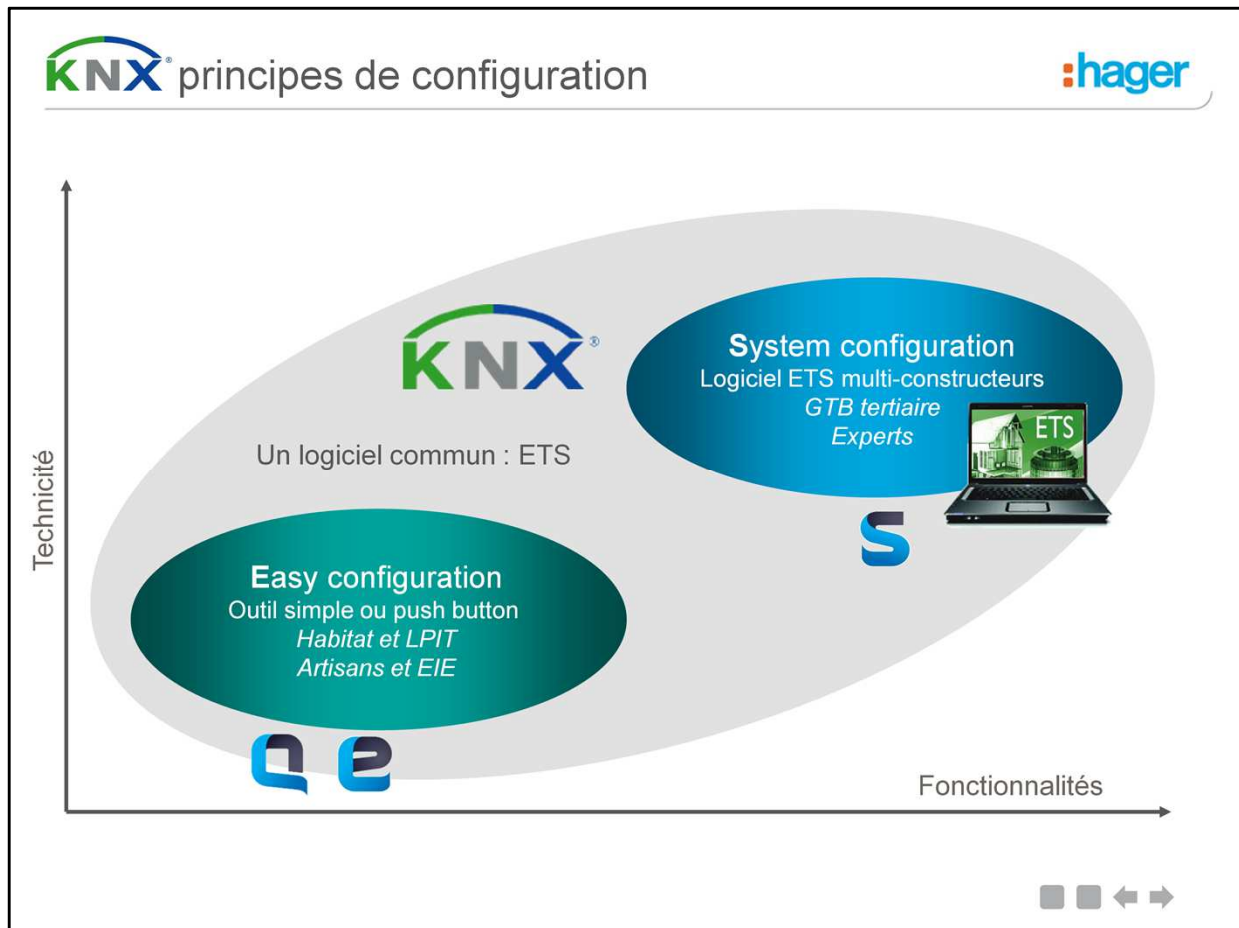 KNX® principes de configuration
:hager
KNX®
System configuration
Logiciel ETS multi-constructeurs
GTB tertiaire
Experts
ETS
Un logiciel commun : ETS
Technicité
Easy configuration
Outil simple ou push button
Habitat et LPIT
Artisans et EIE
s
q e
Fonctionnalités